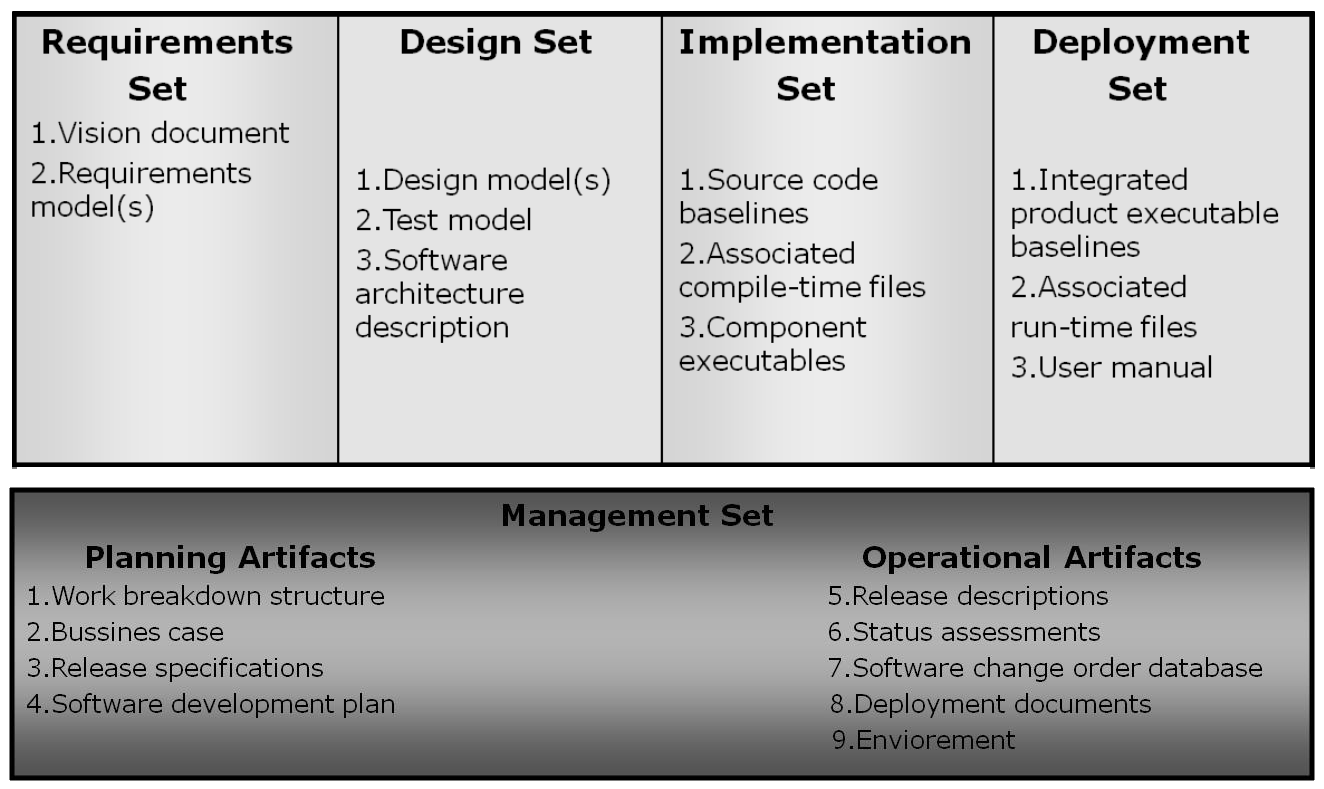 Requirements
Set
1.Vision document
2.Requirements
model(s)
Design Set
1.Design model(s)
2.Test model
3.Software
architecture
description
Implementation
Set
1.Source code
baselines
2.Associated
compile-time files
3.Component
executables
Deployment
Set
1.Integrated
product executable
baselines
2.Associated
run-time files
3.User manual
Management Set
Planning Artifacts
1.Work breakdown structure
2.Bussines case
3.Release specifications
4.Software development plan
Operational Artifacts
5.Release descriptions
6.Status assessments
7.Software change order database
8.Deployment documents
9.Enviorement